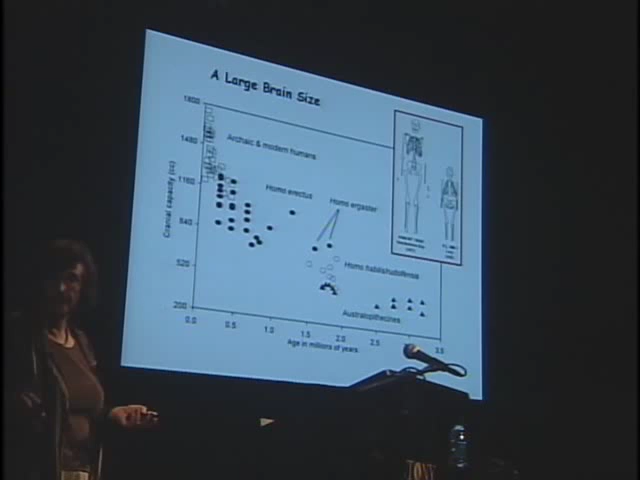 A Large Brain Size
1800
1480
1160
840
520
200
Cranial capacity (cc)
Archaic & modern humans
Homo erectus
Homo ergaster
Homo habilis/rudolfensis
Australopithecines
0.0
0.5
1.0
1.5
2.0
2.5
3.5
Age in millions of years